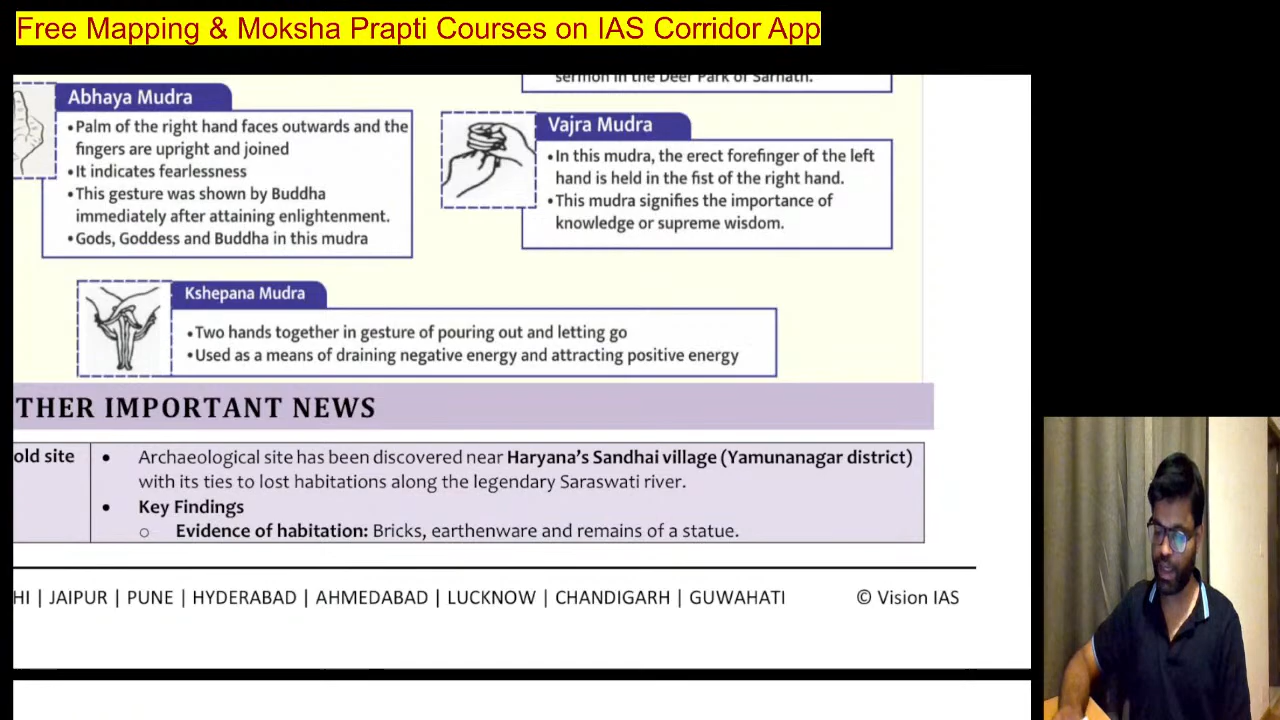 Free Mapping & Moksha Prapti Courses on IAS Corridor App
sermon in the Deer Park of Sarnath.
Abhaya Mudra
•Palm of the right hand faces outwards and the
fingers are upright and joined
•It indicates fearlessness
•This gesture was shown by Buddha
immediately after attaining enlightenment.
•Gods, Goddess and Buddha in this mudra
Vajra Mudra
•In this mudra, the erect forefinger of the left
hand is held in the fist of the right hand.
•This mudra signifies the importance of
knowledge or supreme wisdom.
Kshepana Mudra
•Two hands together in gesture of pouring out and letting go
•Used as a means of draining negative energy and attracting positive energy
THER IMPORTANT NEWS
old site
• Archaeological site has been discovered near Haryana's Sandhai village (Yamunanagar district)
with its ties to lost habitations along the legendary Saraswati river.
• Key Findings
o Evidence of habitation: Bricks, earthenware and remains of a statue.
HI | JAIPUR | PUNE | HYDERABAD | AHMEDABAD | LUCKNOW | CHANDIGARH | GUWAHATI
© Vision IAS